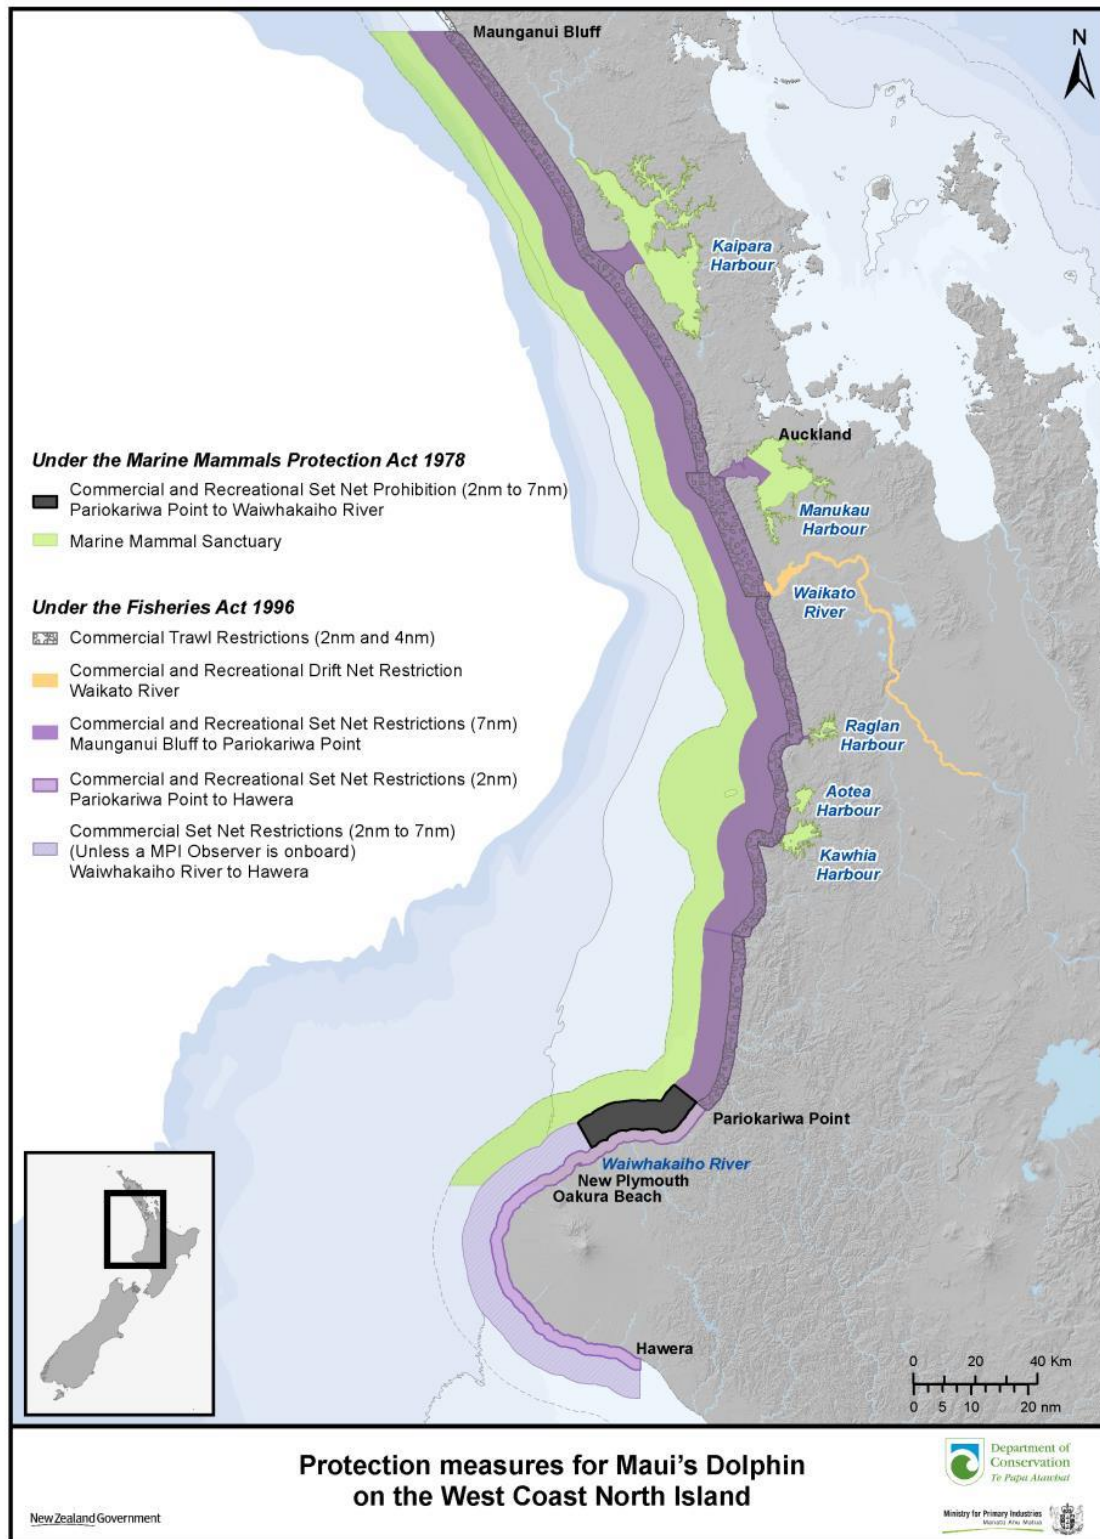 Maunganui Bluff
N
Kaipara
Harbour
Auckland
Manukau
Harbour
Waikato
River
Raglan
Harbour
Aotea
Harbour
Kawhia
Harbour
Under the Marine Mammals Protection Act 1978
Commercial and Recreational Set Net Prohibition (2nm to 7nm)
Pariokariwa Point to Waiwhakaiho River
Marine Mammal Sanctuary
Under the Fisheries Act 1996
Commercial Trawl Restrictions (2nm and 4nm)
Commercial and Recreational Drift Net Restriction
Waikato River
Commercial and Recreational Set Net Restrictions (7nm)
Maunganui Bluff to Pariokariwa Point
Commercial and Recreational Set Net Restrictions (2nm)
Pariokariwa Point to Hawera
Commmercial Set Net Restrictions (2nm to 7nm)
(Unless a MPI Observer is onboard)
Waiwhakaiho River to Hawera
Pariokariwa Point
Waiwhakaiho River
New Plymouth
Oakura Beach
Hawera
0 20 40 Km
0 5 10 20 nm
Protection measures for Maui's Dolphin
on the West Coast North Island
New Zealand Government
Department of
Conservation
Te Papa Atawbai
Ministry for Primary Industries
Manatū Ahu Matua